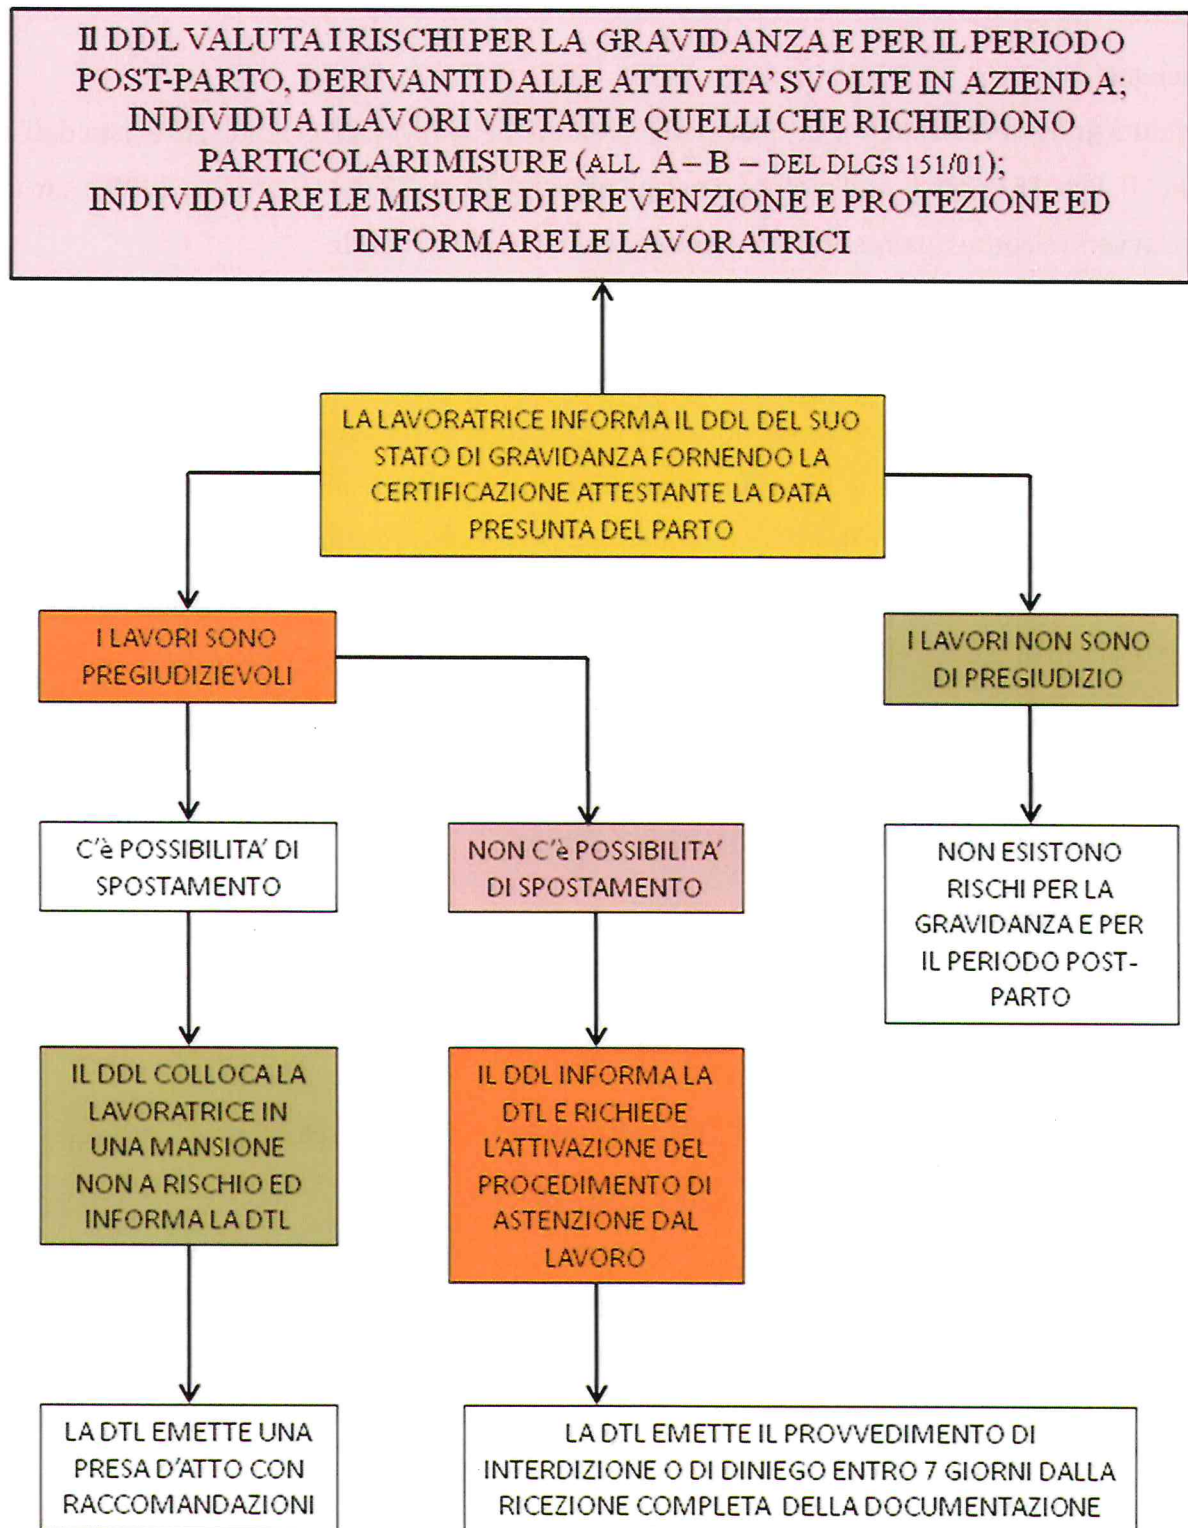 Il DDL VALUTA I RISCHI PER LA GRAVIDANZA E PER IL PERIODO
POST-PARTO, DERIVANTI DALLE ATTIVITA' SVOLTE IN AZIENDA;
INDIVIDUA I LAVORI VIETATI E QUELLI CHE RICHIEDONO
PARTICOLARI MISURE (ALL A – B – DEL DLGS 151/01);
INDIVIDUARE LE MISURE DI PREVENZIONE E PROTEZIONE ED
INFORMARE LE LAVORATRICI
LA LAVORATRICE INFORMA IL DDL DEL SUO
STATO DI GRAVIDANZA FORNENDO LA
CERTIFICAZIONE ATTESTANTE LA DATA
PRESUNTA DEL PARTO
I LAVORI SONO
PREGIUDIZIEVOLI
I LAVORI NON SONO
DI PREGIUDIZIO
C'è POSSIBILITA' DI
SPOSTAMENTO
NON C'è POSSIBILITA'
DI SPOSTAMENTO
NON ESISTONO
RISCHI PER LA
GRAVIDANZA E PER
IL PERIODO POST-
PARTO
IL DDL COLLOCA LA
LAVORATRICE IN
UNA MANSIONE
NON A RISCHIO ED
INFORMA LA DTL
IL DDL INFORMA LA
DTL E RICHIEDE
L'ATTIVAZIONE DEL
PROCEDIMENTO DI
ASTENZIONE DAL
LAVORO
LA DTL EMETTE UNA
PRESA D'ATTO CON
RACCOMANDAZIONI
LA DTL EMETTE IL PROVVEDIMENTO DI
INTERDIZIONE O DI DINIEGO ENTRO 7 GIORNI DALLA
RICEZIONE COMPLETA DELLA DOCUMENTAZIONE